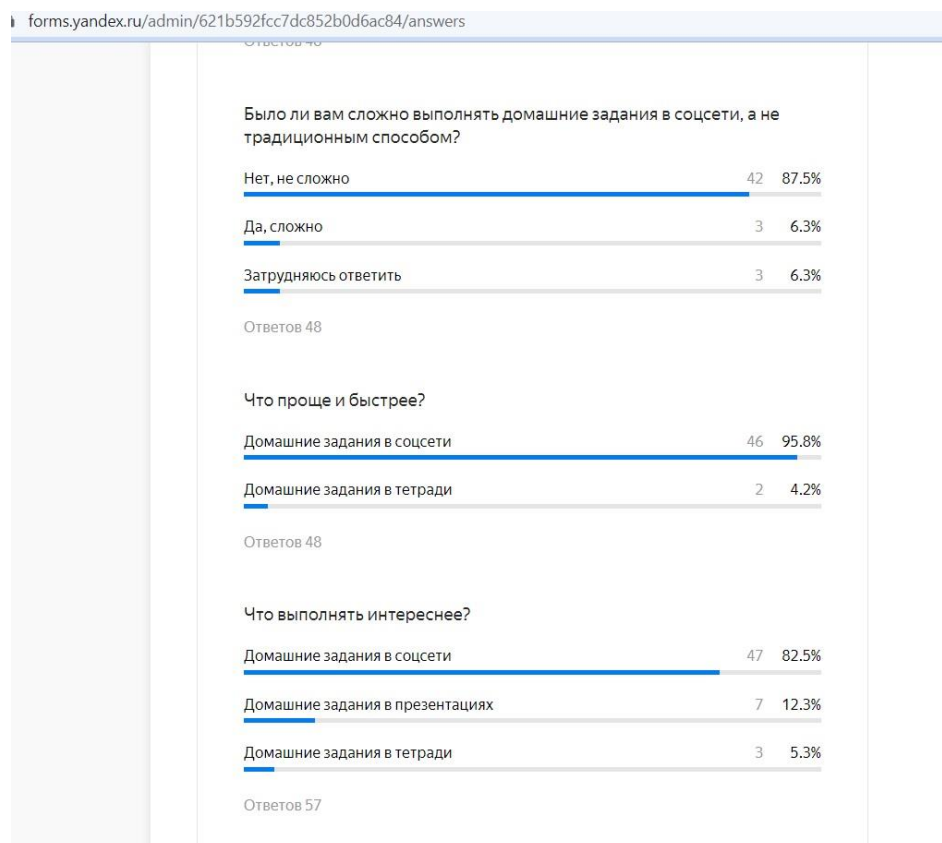 forms.yandex.ru/admin/621b592fcc7dc852b0d6ac84/answers
Ответов 48
Было ли вам сложно выполнять домашние задания в соцсети, а не
традиционным способом?
Нет, не сложно 42 87.5%
Да, сложно 3 6.3%
Затрудняюсь ответить 3 6.3%
Ответов 48
Что проще и быстрее?
Домашние задания в соцсети 46 95.8%
Домашние задания в тетради 2 4.2%
Ответов 48
Что выполнять интереснее?
Домашние задания в соцсети 47 82.5%
Домашние задания в презентациях 7 12.3%
Домашние задания в тетради 3 5.3%
Ответов 57